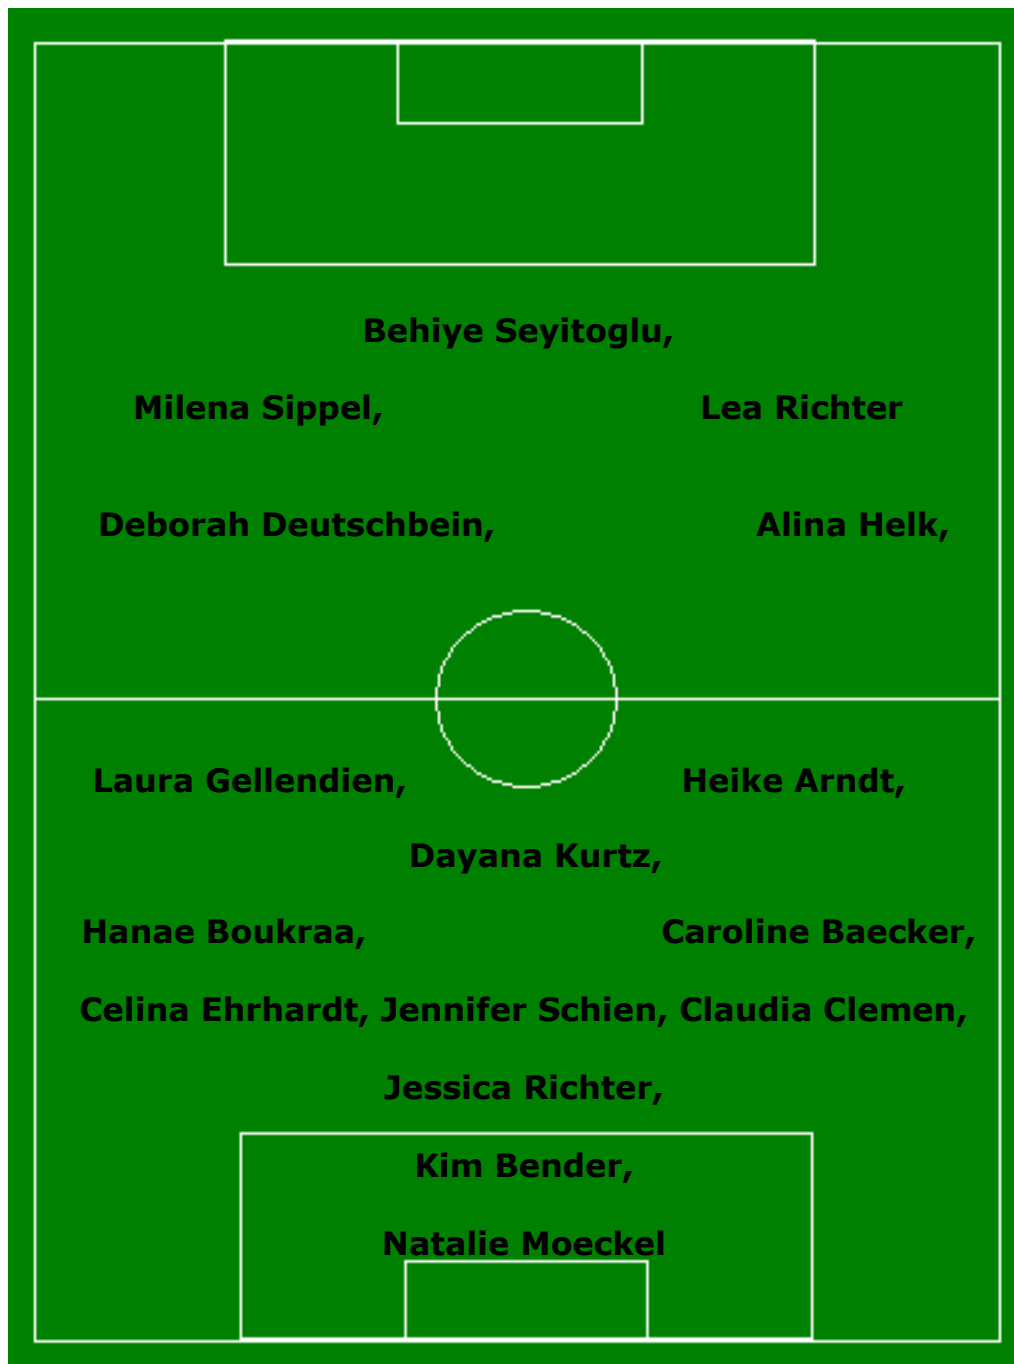 Behiye Seyitoglu,
Milena Sippel, Lea Richter
Deborah Deutschbein, Alina Helk,
Laura Gellendien, Heike Arndt,
Dayana Kurtz,
Hanae Boukraa, Caroline Baecker,
Celina Ehrhardt, Jennifer Schien, Claudia Clemen,
Jessica Richter,
Kim Bender,
Natalie Moeckel